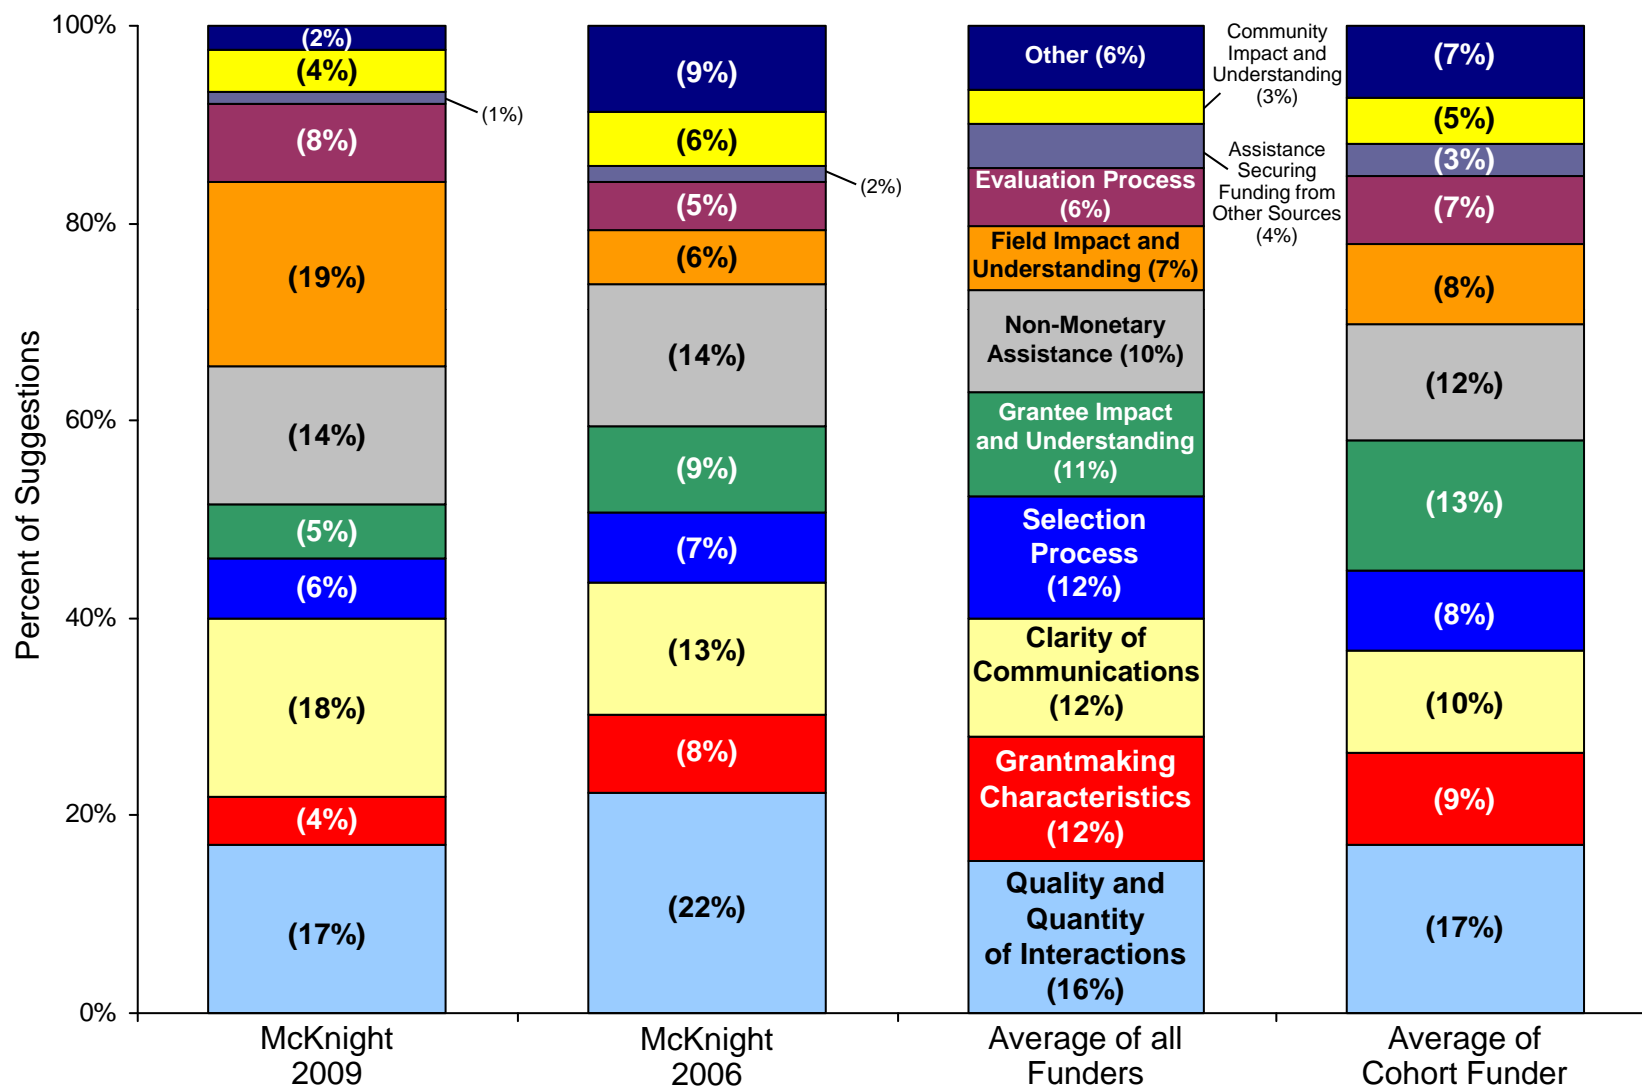 Percent of Suggestions
100%
80%
60%
40%
20%
0%
(2%)
(4%)
(1%)
(8%)
(19%)
(14%)
(5%)
(6%)
(18%)
(4%)
(17%)
McKnight
2009
(9%)
(6%)
(2%)
(5%)
(6%)
(14%)
(9%)
(7%)
(13%)
(8%)
(22%)
McKnight
2006
Other (6%)
Community
Impact and
Understanding
(3%)
Assistance
Securing
Funding from
Other Sources
(4%)
Evaluation Process
(6%)
Field Impact and
Understanding (7%)
Non-Monetary
Assistance (10%)
Grantee Impact
and Understanding
(11%)
Selection
Process
(12%)
Clarity of
Communications
(12%)
Grantmaking
Characteristics
(12%)
Quality and
Quantity
of Interactions
(16%)
Average of all
Funders
(7%)
(5%)
(3%)
(7%)
(8%)
(12%)
(13%)
(8%)
(10%)
(9%)
(17%)
Average of
Cohort Funder